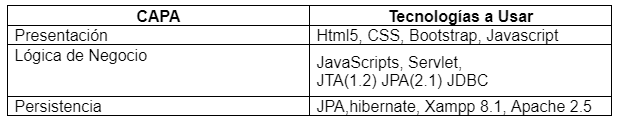 CAPA Tecnologías a Usar
Presentación Html5, CSS, Bootstrap, Javascript
Lógica de Negocio JavaScripts, Servlet,
JTA(1.2) JPA(2.1) JDBC
Persistencia JPA,hibernate, Xampp 8.1, Apache 2.5